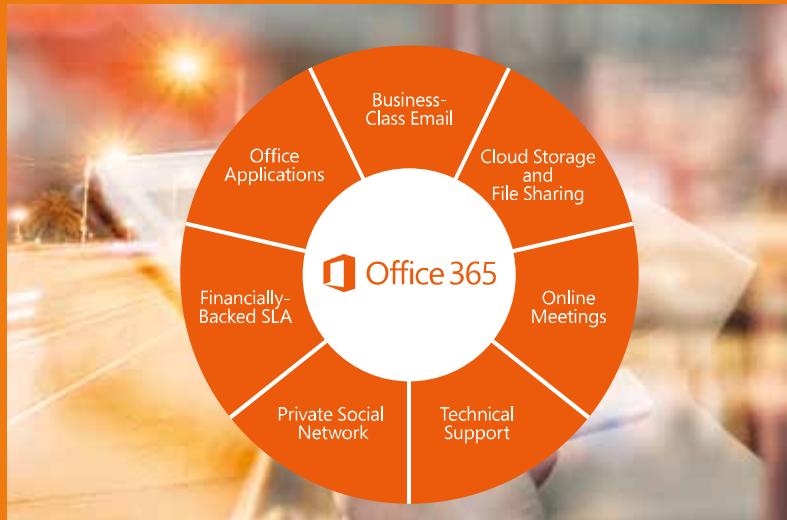 Business-
Class Email
Cloud Storage
and
File Sharing
Online
Meetings
Technical
Support
Private Social
Network
Financially-
Backed SLA
Office
Applications
Office 365